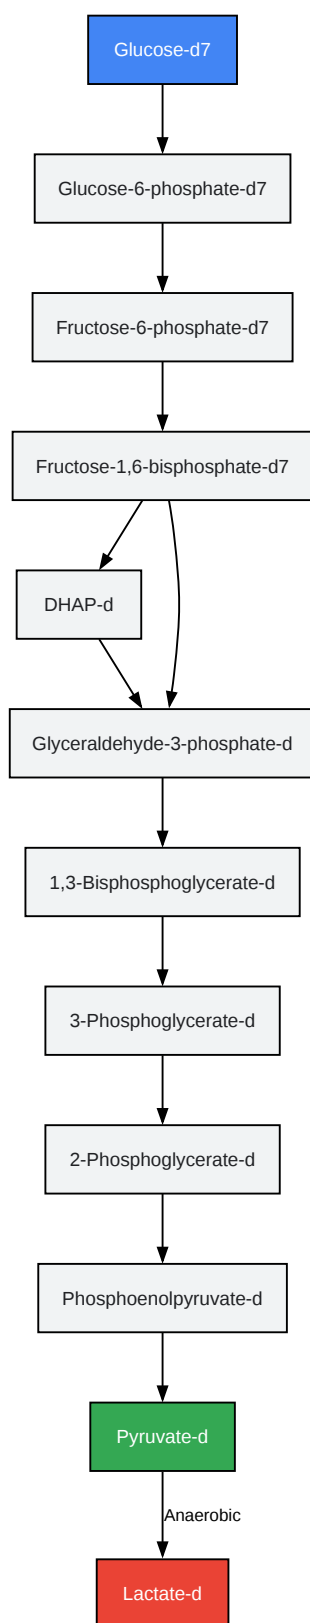 Glucose-d7
Glucose-6-phosphate-d7
Fructose-6-phosphate-d7
Fructose-1,6-bisphosphate-d7
DHAP-d
Glyceraldehyde-3-phosphate-d
1,3-Bisphosphoglycerate-d
3-Phosphoglycerate-d
2-Phosphoglycerate-d
Phosphoenolpyruvate-d
Pyruvate-d
Anaerobic
Lactate-d